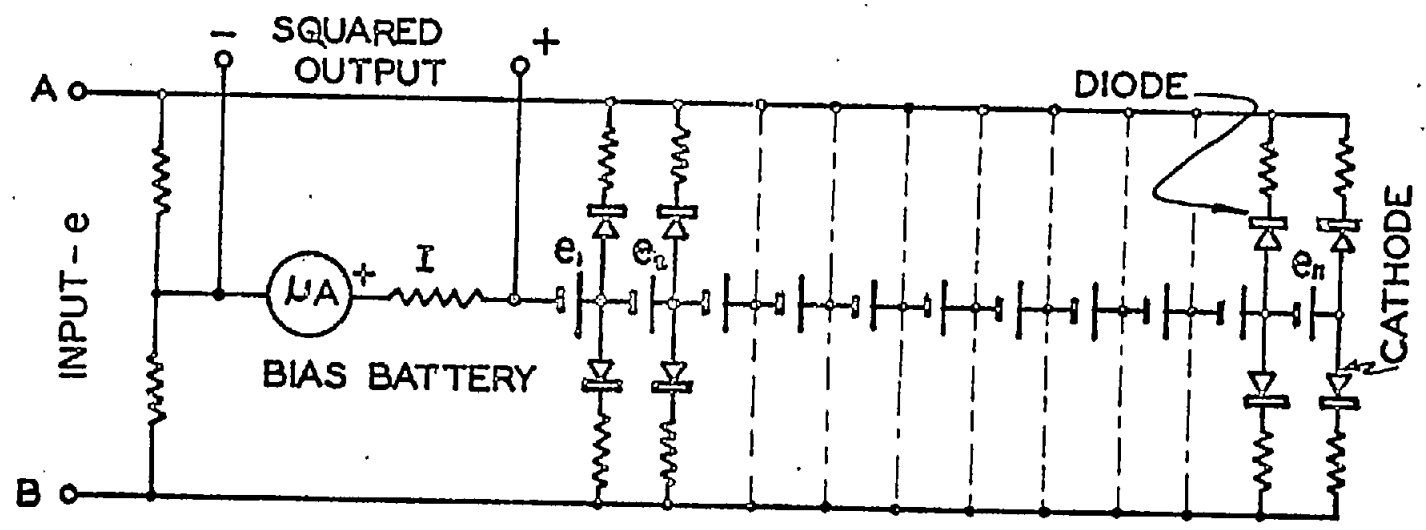 − SQUARED +
OUTPUT
A
DIODE
INPUT-e
μA + I
e₁ e₂
eₙ
CATHODE
BIAS BATTERY
B